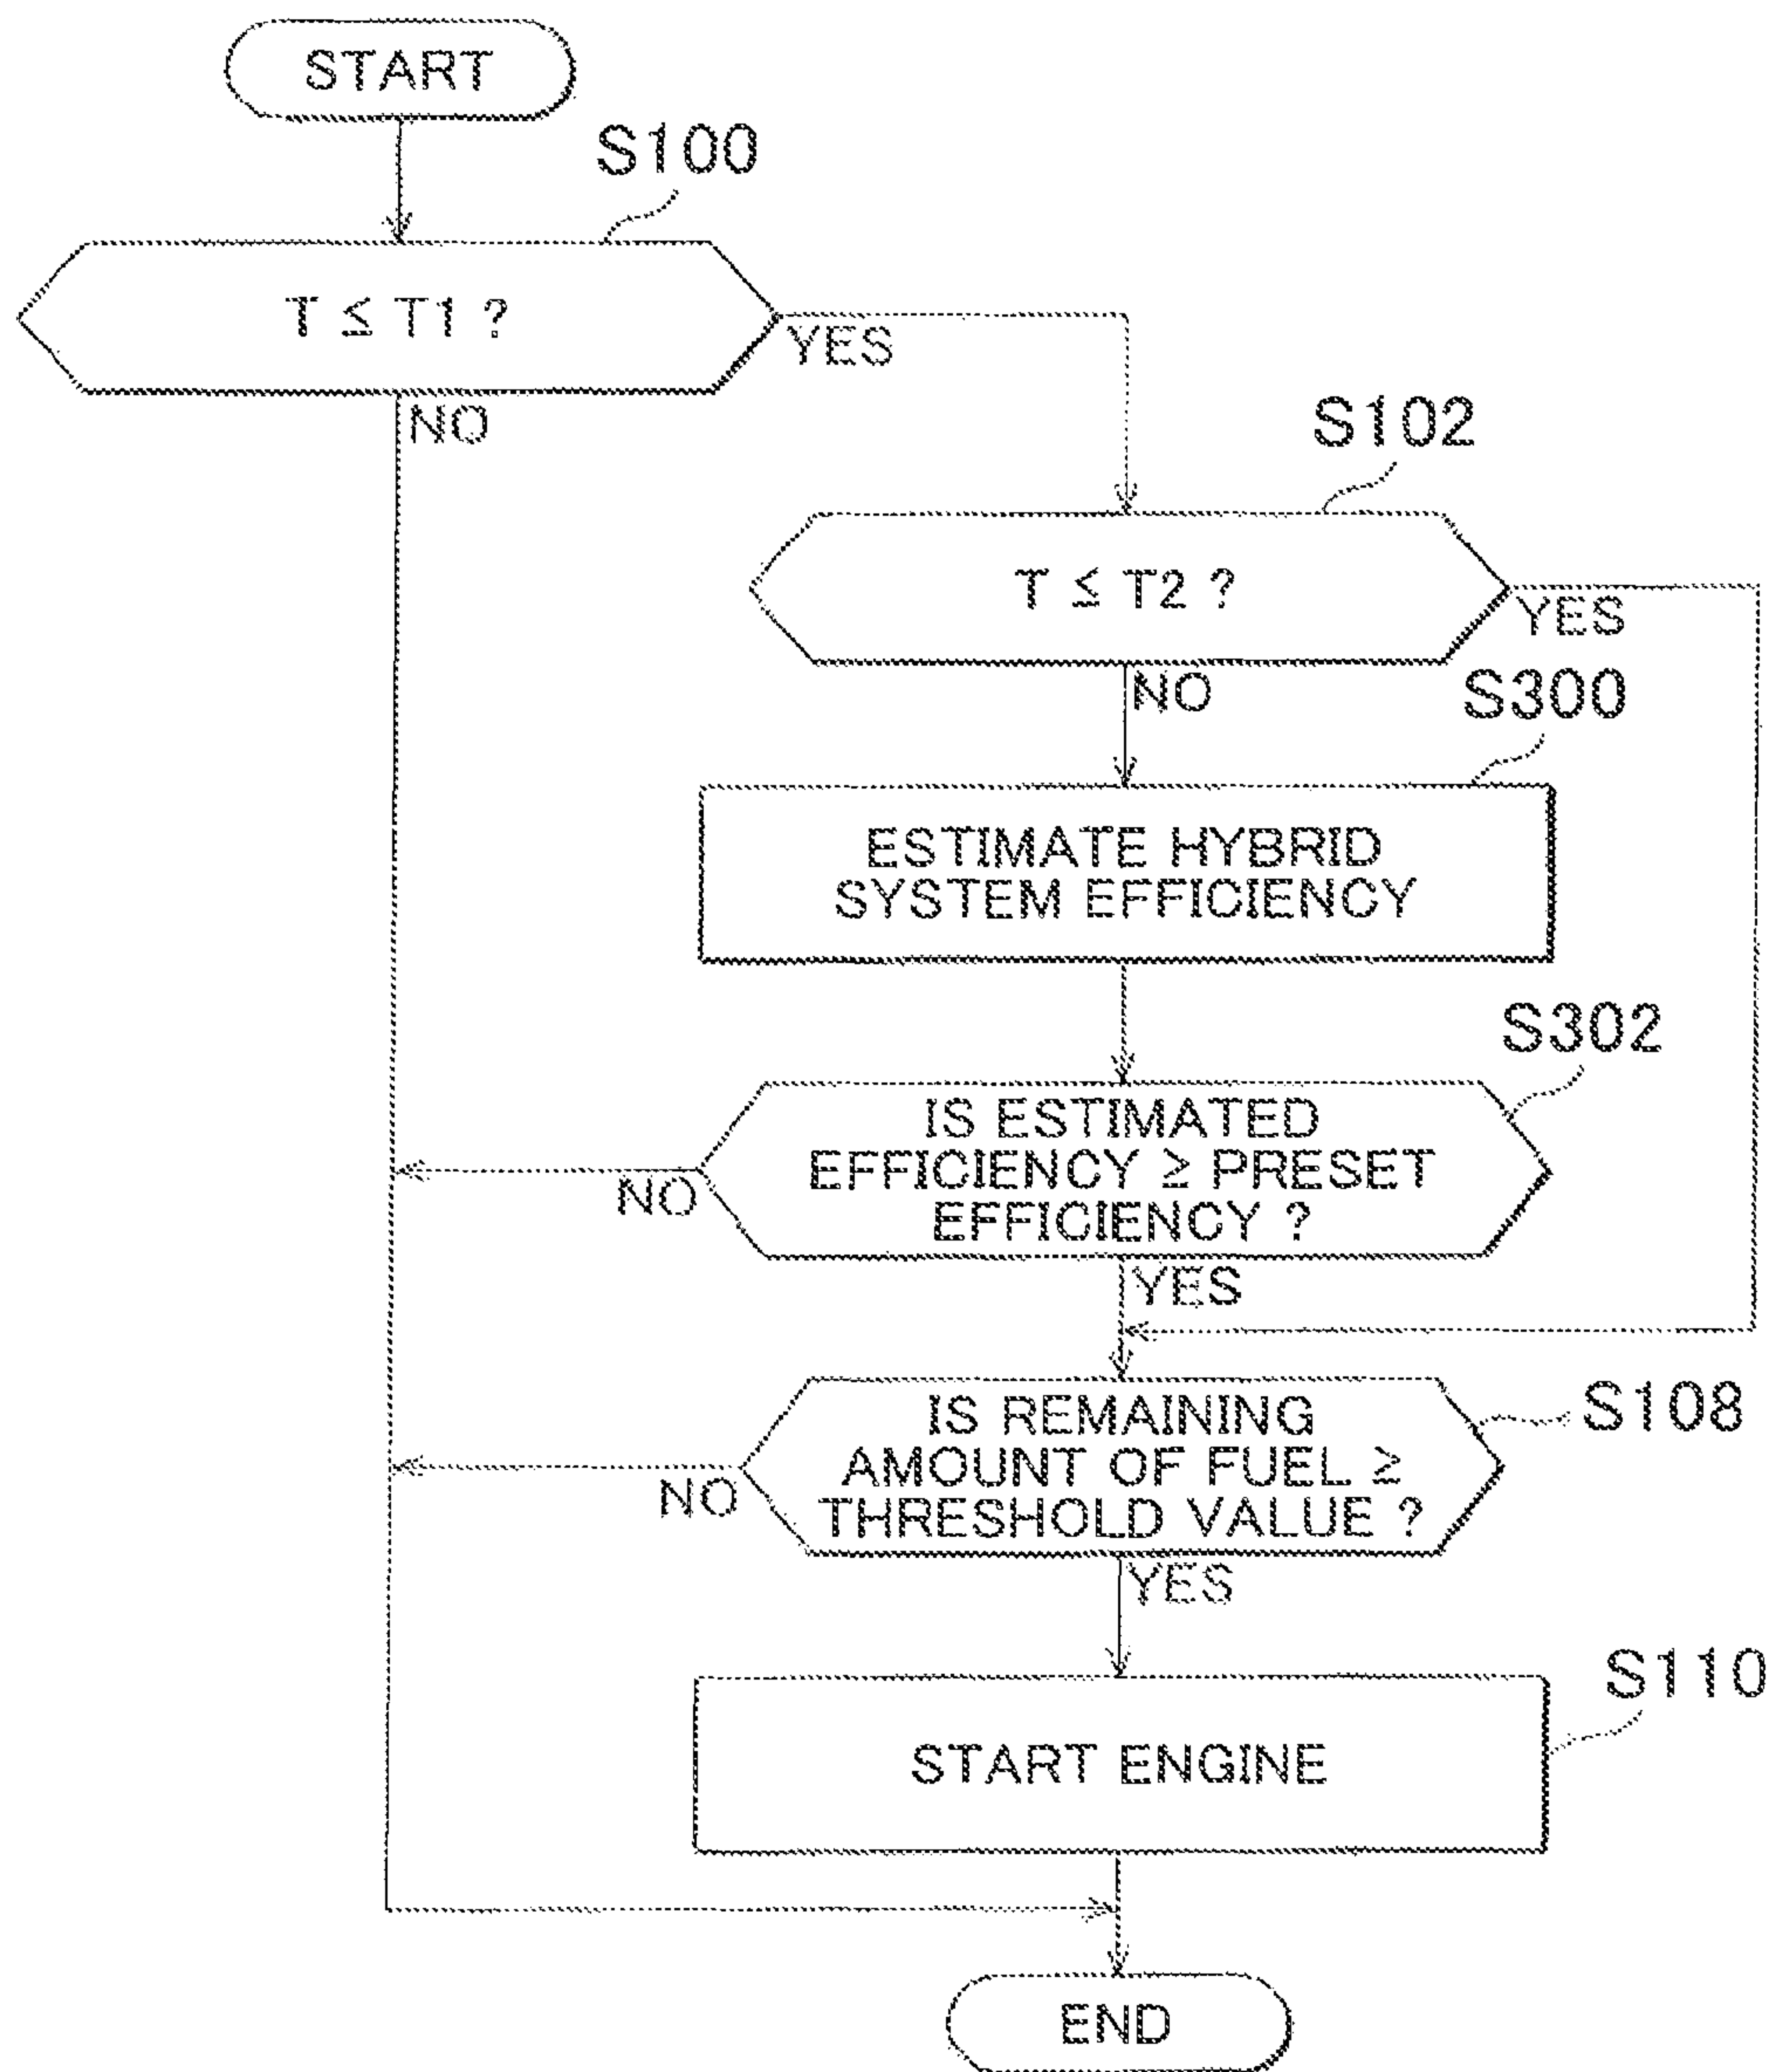 START
S100
T ≤ T1 ?
YES
NO
S102
T ≤ T2 ?
YES
NO
S300
ESTIMATE HYBRID
SYSTEM EFFICIENCY
S302
IS ESTIMATED
EFFICIENCY ≥ PRESET
EFFICIENCY ?
NO
YES
S108
IS REMAINING
AMOUNT OF FUEL ≥
THRESHOLD VALUE ?
NO
YES
S110
START ENGINE
END